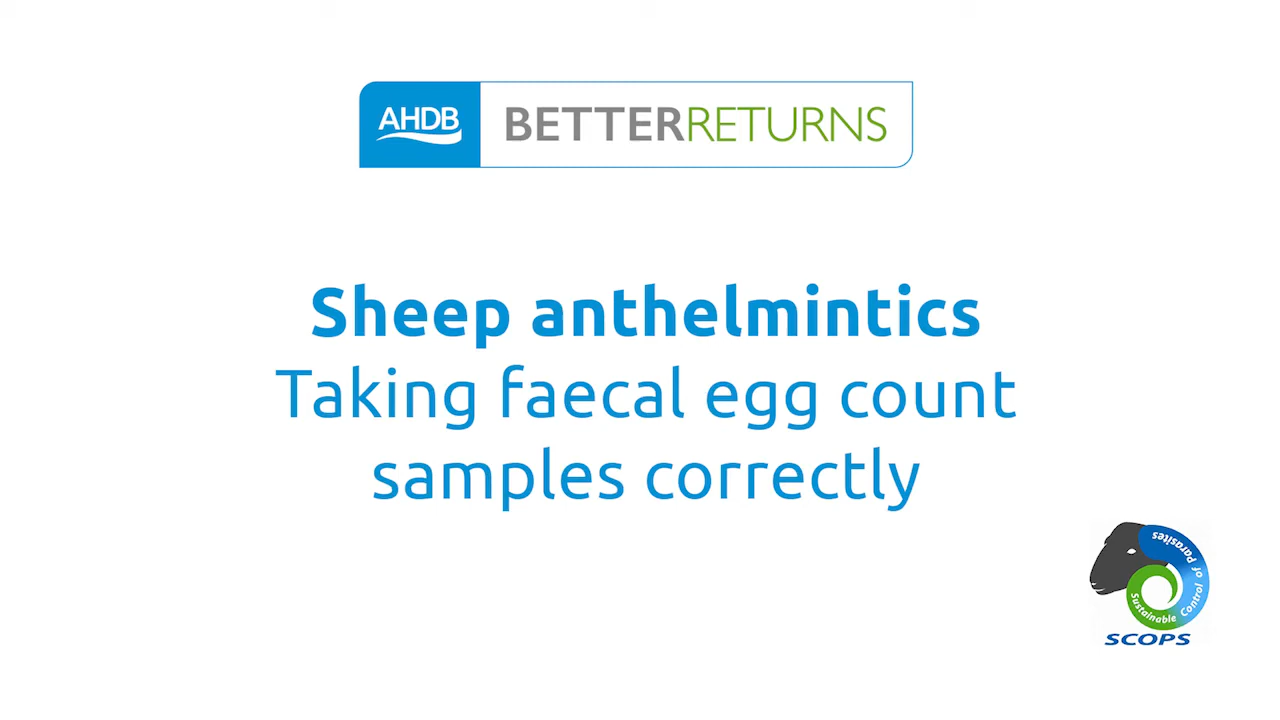 AHDB BETTERRETURNS
Sheep anthelmintics
Taking faecal egg count
samples correctly
Sustainable Control of Parasites
SCOPS